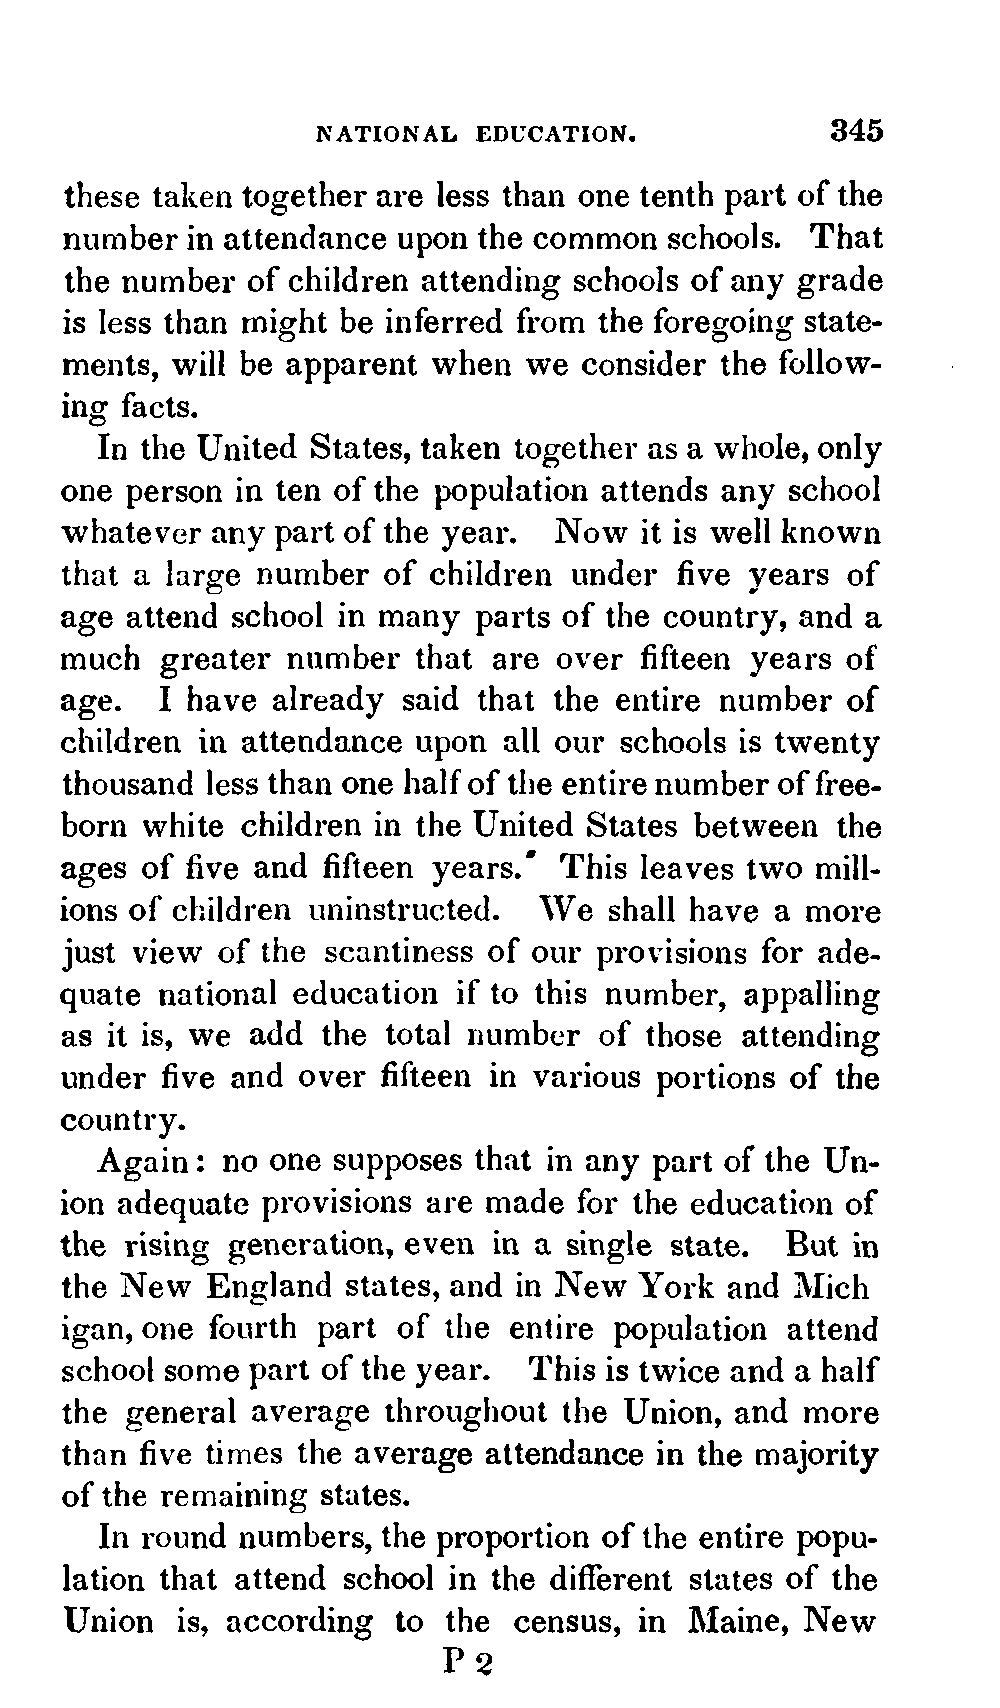 NATIONAL EDUCATION. 345
these taken together are less than one tenth part of the
number in attendance upon the common schools. That
the number of children attending schools of any grade
is less than might be inferred from the foregoing state-
ments, will be apparent when we consider the follow-
ing facts.
In the United States, taken together as a whole, only
one person in ten of the population attends any school
whatever any part of the year. Now it is well known
that a large number of children under five years of
age attend school in many parts of the country, and a
much greater number that are over fifteen years of
age. I have already said that the entire number of
children in attendance upon all our schools is twenty
thousand less than one half of the entire number of free-
born white children in the United States between the
ages of five and fifteen years. This leaves two mill-
ions of children uninstructed. We shall have a more
just view of the scantiness of our provisions for ade-
quate national education if to this number, appalling
as it is, we add the total number of those attending
under five and over fifteen in various portions of the
country.
Again: no one supposes that in any part of the Un-
ion adequate provisions are made for the education of
the rising generation, even in a single state. But in
the New England states, and in New York and Mich
igan, one fourth part of the entire population attend
school some part of the year. This is twice and a half
the general average throughout the Union, and more
than five times the average attendance in the majority
of the remaining states.
In round numbers, the proportion of the entire popu-
lation that attend school in the different states of the
Union is, according to the census, in Maine, New
P 2